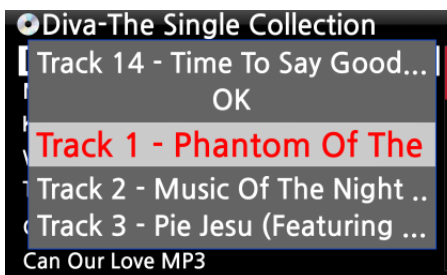 Diva-The Single Collection
Track 14 - Time To Say Good...
OK
Track 1 - Phantom Of The
Track 2 - Music Of The Night ..
Track 3 - Pie Jesu (Featuring ...
Can Our Love MP3